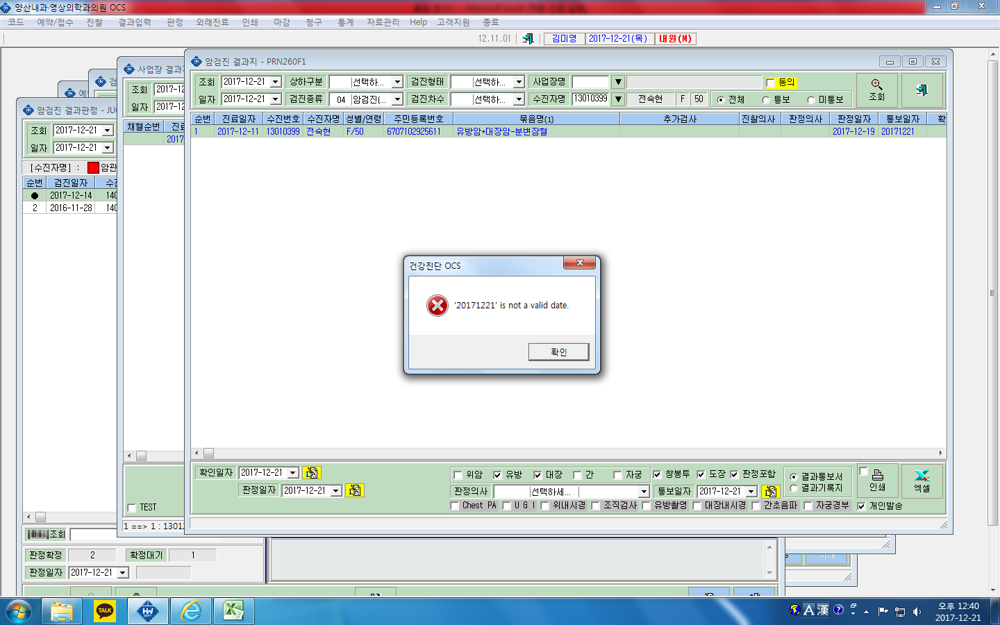 양산내과·영상의학과의원 OCS
코드 예약/접수 진찰 결과입력 판정 외래진료 인쇄 마감 청구 통계 자료관리 Help 고객지원 종료
12.11.01 김미영 2017-12-21(목) 내원(M)
암검진 결과지 - PRN260F1
조회 2017-12-21 상하구분 선택하... 검진형태 선택하... 사업장명 동의
일자 2017-12-21 검진종류 04 암검진(... 검진차수 선택하... 수진자명 13010399 전숙현 F 50 전체 통보 미통보
조회
순번 진료일자 수진번호 수진자명 성별/연령 주민등록번호 묶음명(1) 추가검사 진찰의사 판정의사 판정일자 통보일자 확
1 2017-12-11 13010399 전숙현 F/50 6707102925611 유방암+대장암-분변잠혈 2017-12-19 20171221
사업장 결과지
조회 2017-12
일자 2017-12
채혈순번 진료
2017
검
예약
암검진 결과판정 - JU
조회 2017-12-21
일자 2017-12-21
[수진자명] : 암관
순번 검진일자 수진
● 2017-12-14 140
2 2016-11-28 140
건강진단 OCS
'20171221' is not a valid date.
확인
확인일자 2017-12-21
판정일자 2017-12-21
위암 유방 대장 간 자궁 창봉투 도장 판정포함
판정의사 선택하세... 통보일자 2017-12-21
Chest PA U G I 위내시경 조직검사 유방촬영 대장내시경 간초음파 자궁경부 개인발송
결과통보서
결과기록지
인쇄
엑셀
TEST
1 ==> 1 : 13012
조회
판정확정 2 확정대기 1
판정일자 2017-12-21
TALK
HW
SOFT
A 漢
오후 12:40
2017-12-21